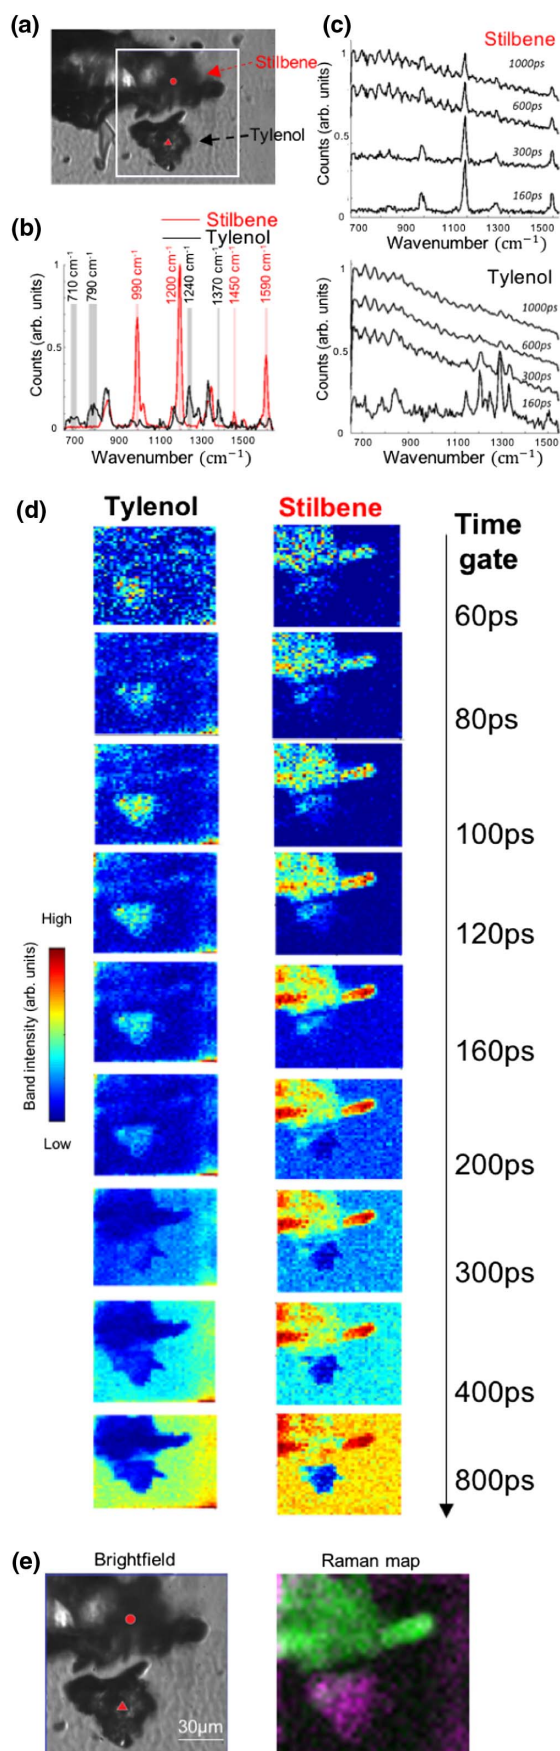 (a)
Stilbene
Tylenol
(b)
Stilbene
Tylenol
710 cm⁻¹
790 cm⁻¹
990 cm⁻¹
1200 cm⁻¹
1240 cm⁻¹
1370 cm⁻¹
1450 cm⁻¹
1590 cm⁻¹
Counts (arb. units)
1
0.5
0
700 900 1100 1300 1500
Wavenumber (cm⁻¹)
(c)
Stilbene
1000ps
600ps
300ps
160ps
Counts (arb. units)
1
0.5
0
700 900 1100 1300 1500
Wavenumber (cm⁻¹)
Tylenol
1000ps
600ps
300ps
160ps
Counts (arb. units)
1
0.5
0
700 900 1100 1300 1500
Wavenumber (cm⁻¹)
(d)
Tylenol Stilbene
Time
gate
60ps
80ps
100ps
120ps
160ps
200ps
300ps
400ps
800ps
High
Band intensity (arb. units)
Low
(e)
Brightfield
30μm
Raman map